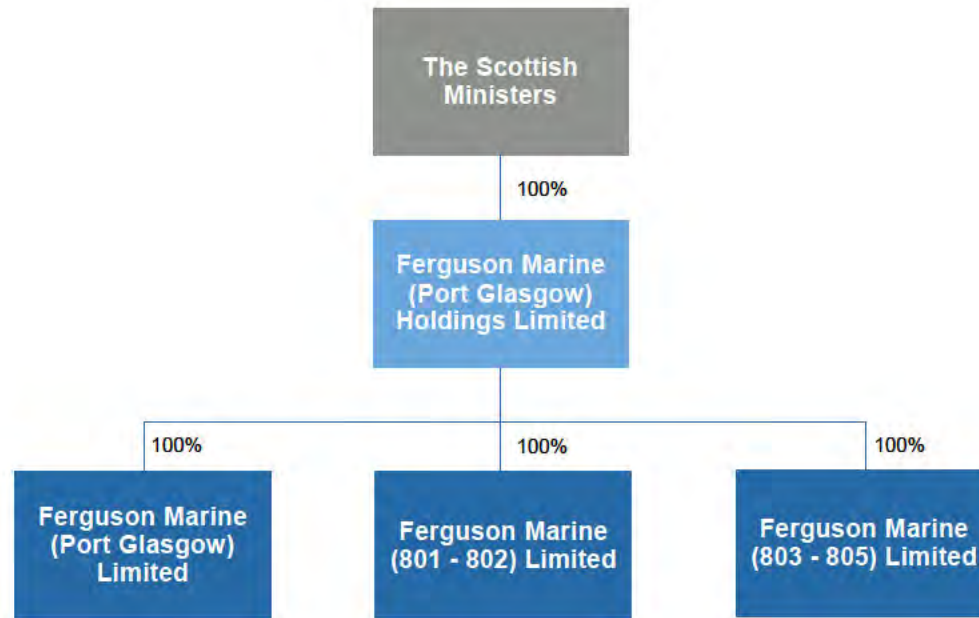 The Scottish
Ministers
100%
Ferguson Marine
(Port Glasgow)
Holdings Limited
100%
100%
100%
Ferguson Marine
(Port Glasgow)
Limited
Ferguson Marine
(801 - 802) Limited
Ferguson Marine
(803 - 805) Limited